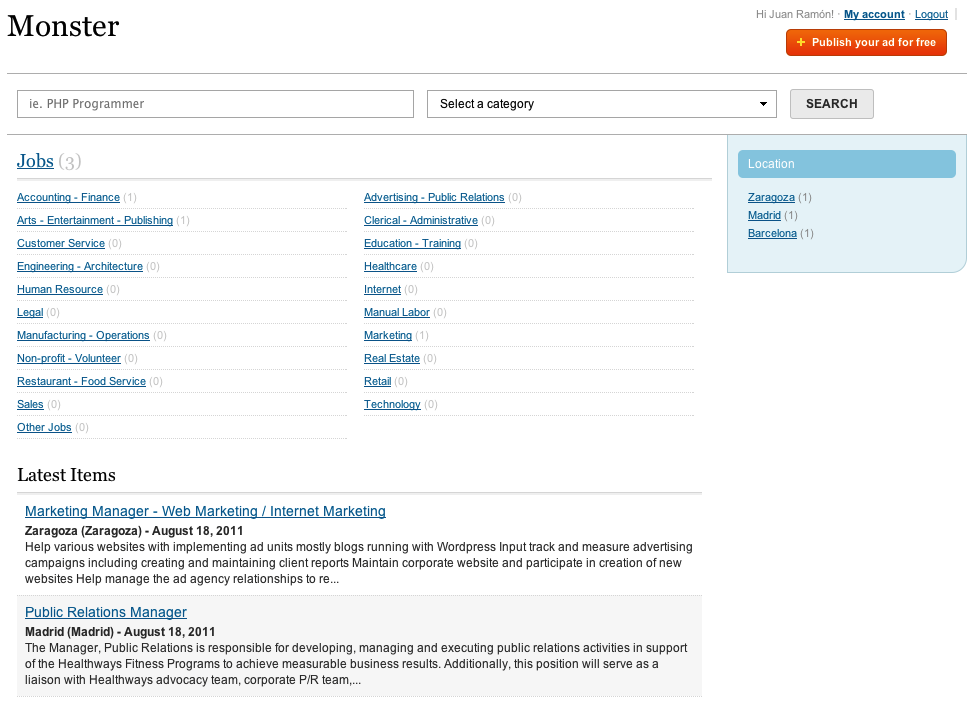 Monster
Hi Juan Ramón! · My account · Logout
+ Publish your ad for free
ie. PHP Programmer
Select a category
SEARCH
Jobs (3)
Accounting - Finance (1)
Arts - Entertainment - Publishing (1)
Customer Service (0)
Engineering - Architecture (0)
Human Resource (0)
Legal (0)
Manufacturing - Operations (0)
Non-profit - Volunteer (0)
Restaurant - Food Service (0)
Sales (0)
Other Jobs (0)
Advertising - Public Relations (0)
Clerical - Administrative (0)
Education - Training (0)
Healthcare (0)
Internet (0)
Manual Labor (0)
Marketing (1)
Real Estate (0)
Retail (0)
Technology (0)
Location
Zaragoza (1)
Madrid (1)
Barcelona (1)
Latest Items
Marketing Manager - Web Marketing / Internet Marketing
Zaragoza (Zaragoza) - August 18, 2011
Help various websites with implementing ad units mostly blogs running with Wordpress Input track and measure advertising
campaigns including creating and maintaining client reports Maintain corporate website and participate in creation of new
websites Help manage the ad agency relationships to re...
Public Relations Manager
Madrid (Madrid) - August 18, 2011
The Manager, Public Relations is responsible for developing, managing and executing public relations activities in support
of the Healthways Fitness Programs to achieve measurable business results. Additionally, this position will serve as a
liaison with Healthways advocacy team, corporate P/R team,...